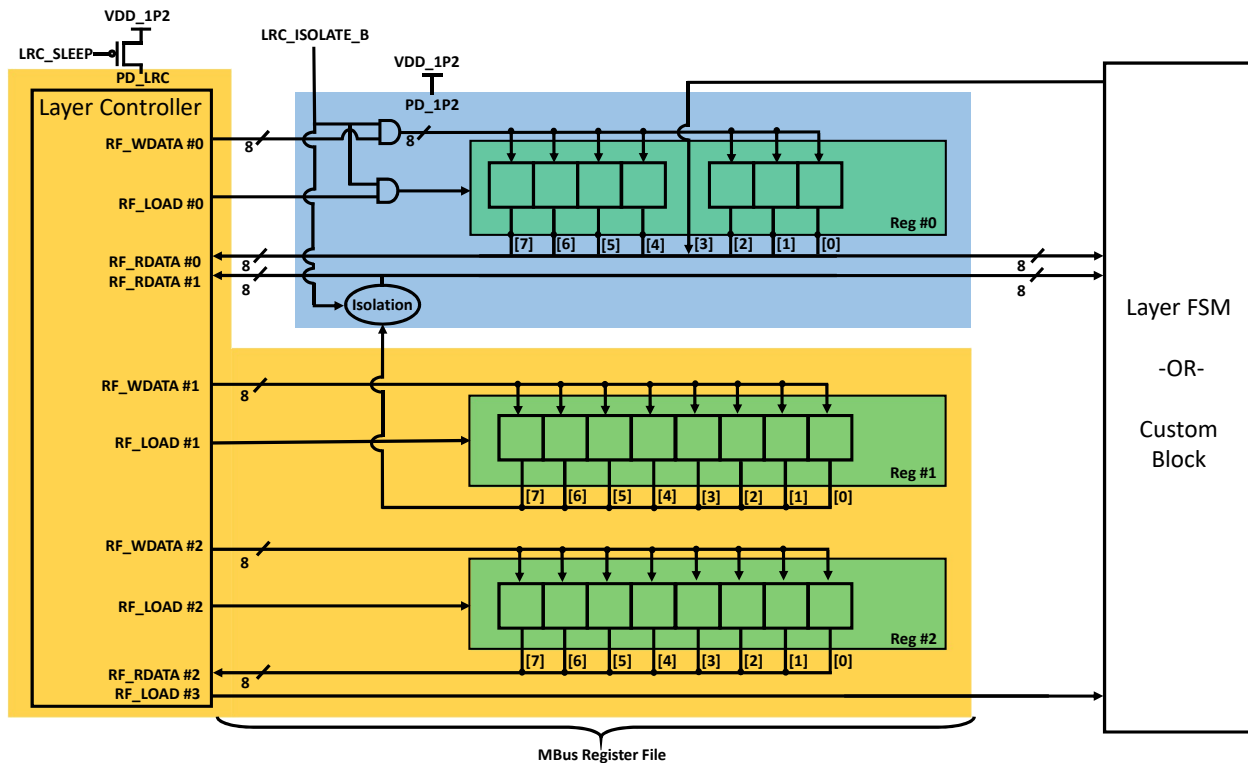 VDD_1P2
LRC_SLEEP
PD_LRC
LRC_ISOLATE_B
VDD_1P2
PD_1P2
Layer Controller
RF_WDATA #0
8
8
RF_LOAD #0
Reg #0
[7] [6] [5] [4] [3] [2] [1] [0]
RF_RDATA #0
8
8
RF_RDATA #1
8
8
Isolation
Layer FSM
-OR-
Custom
Block
RF_WDATA #1
8
RF_LOAD #1
Reg #1
[7] [6] [5] [4] [3] [2] [1] [0]
RF_WDATA #2
8
RF_LOAD #2
Reg #2
[7] [6] [5] [4] [3] [2] [1] [0]
RF_RDATA #2
8
RF_LOAD #3
MBus Register File